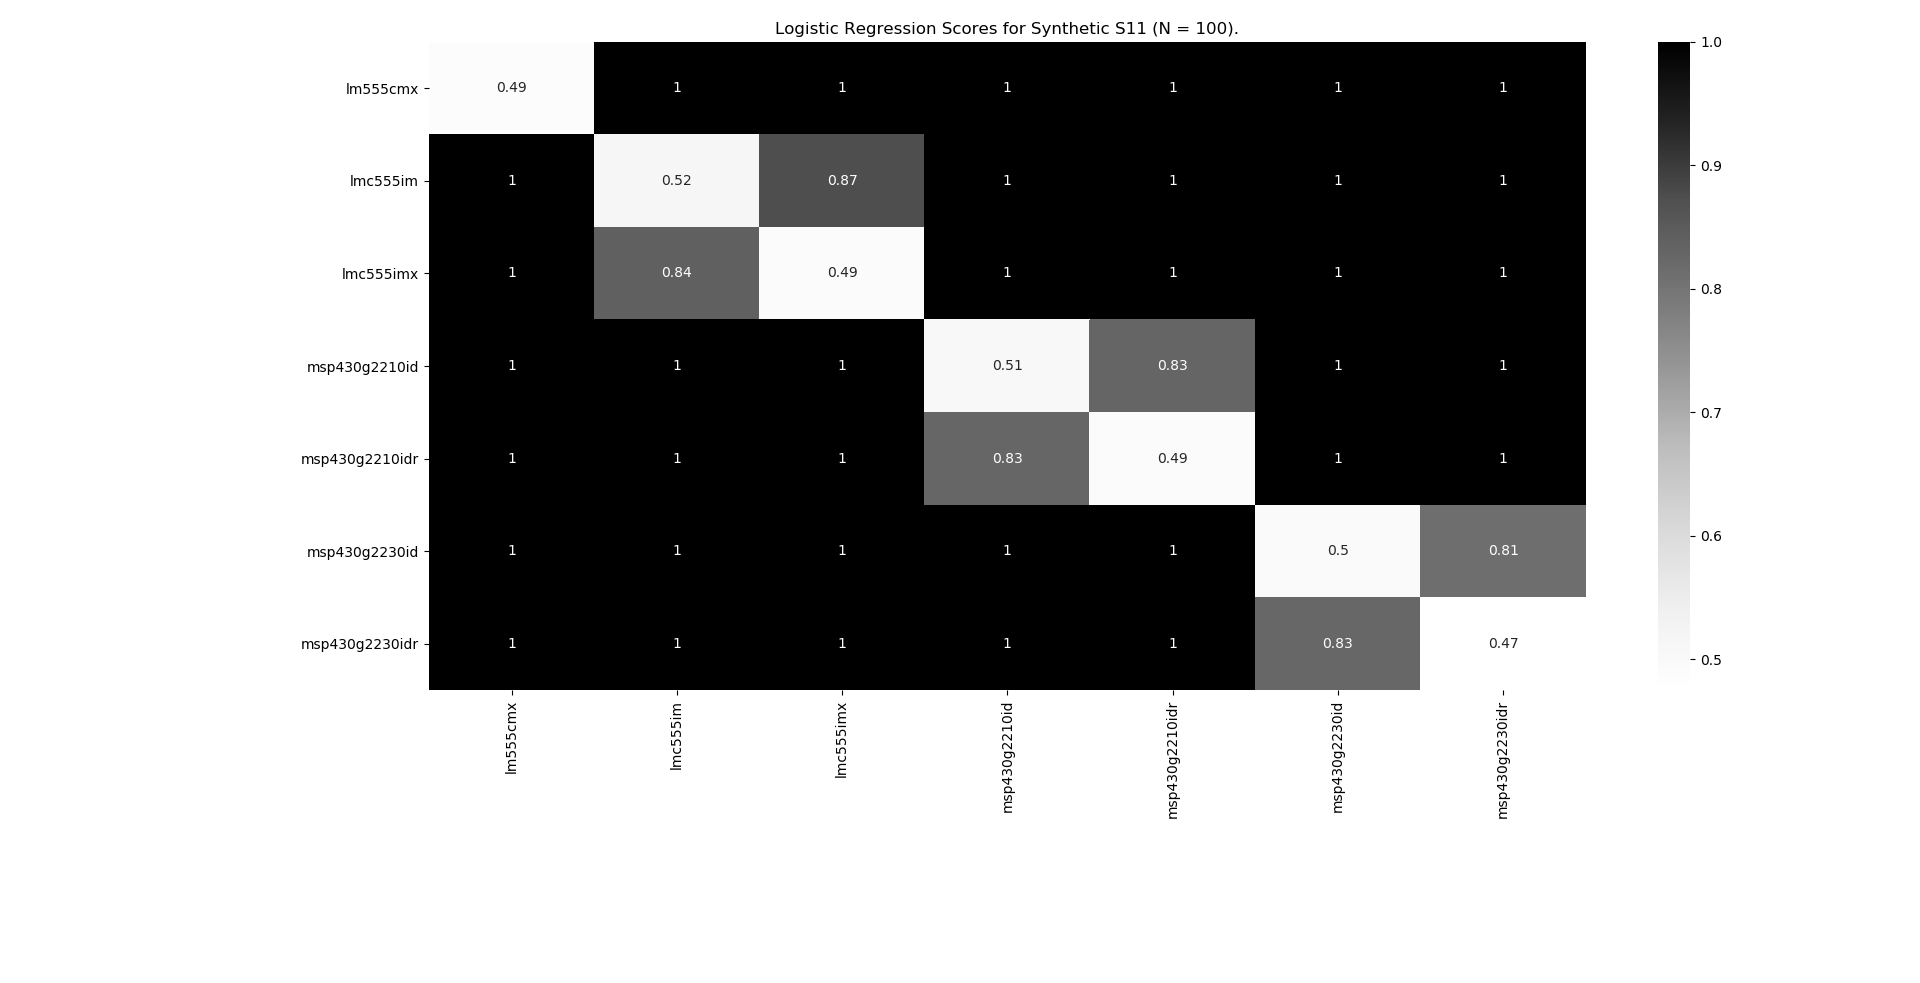 Logistic Regression Scores for Synthetic S11 (N = 100).
lm555cmx 0.49 1 1 1 1 1 1
lmc555im 1 0.52 0.87 1 1 1 1
lmc555imx 1 0.84 0.49 1 1 1 1
msp430g2210id 1 1 1 0.51 0.83 1 1
msp430g2210idr 1 1 1 0.83 0.49 1 1
msp430g2230id 1 1 1 1 1 0.5 0.81
msp430g2230idr 1 1 1 1 1 0.83 0.47
lm555cmx
lmc555im
lmc555imx
msp430g2210id
msp430g2210idr
msp430g2230id
msp430g2230idr
1.0
0.9
0.8
0.7
0.6
0.5